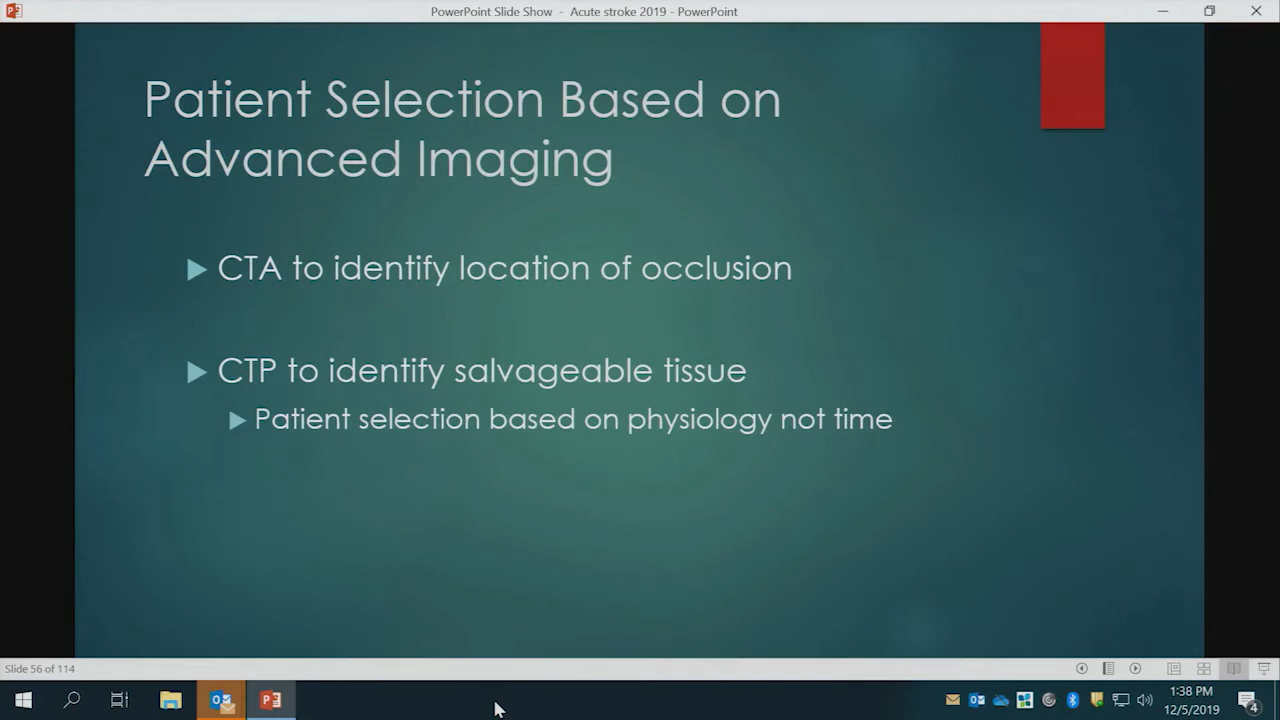 PowerPoint Slide Show - Acute stroke 2019 - PowerPoint
Patient Selection Based on
Advanced Imaging
CTA to identify location of occlusion
CTP to identify salvageable tissue
Patient selection based on physiology not time
Slide 56 of 114
1:38 PM
12/5/2019
4